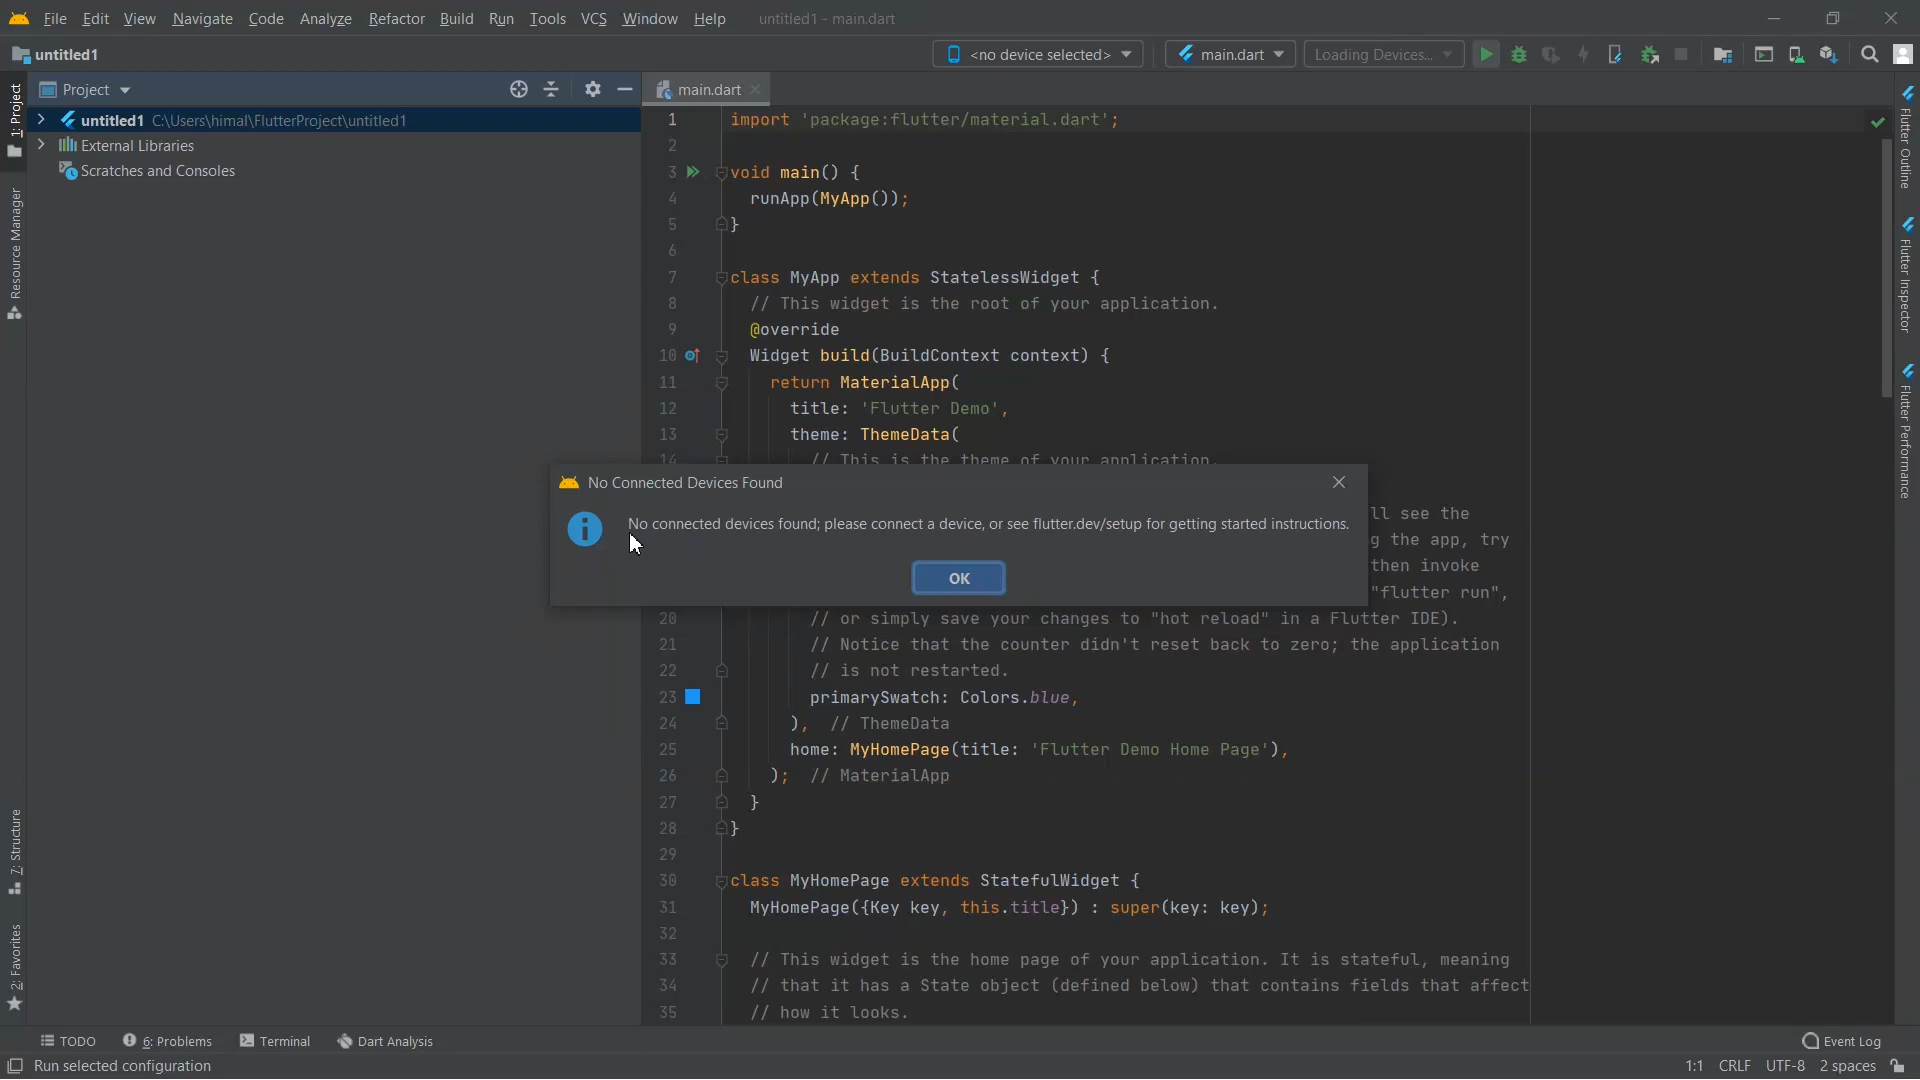 File Edit View Navigate Code Analyze Refactor Build Run Tools VCS Window Help untitled1 - main.dart
untitled1 <no device selected> main.dart Loading Devices...
Project main.dart
untitled1 C:\Users\himal\FlutterProject\untitled1
External Libraries
Scratches and Consoles
1: Project
Resource Manager
7: Structure
2: Favorites
1 import 'package:flutter/material.dart';
2
3 void main() {
4 runApp(MyApp());
5 }
6
7 class MyApp extends StatelessWidget {
8 // This widget is the root of your application.
9 @override
10 Widget build(BuildContext context) {
11 return MaterialApp(
12 title: 'Flutter Demo',
13 theme: ThemeData(
14 // This is the theme of your application.
No Connected Devices Found
No connected devices found; please connect a device, or see flutter.dev/setup for getting started instructions.
OK
ll see the
g the app, try
then invoke
"flutter run",
20 // or simply save your changes to "hot reload" in a Flutter IDE).
21 // Notice that the counter didn't reset back to zero; the application
22 // is not restarted.
23 primarySwatch: Colors.blue,
24 ), // ThemeData
25 home: MyHomePage(title: 'Flutter Demo Home Page'),
26 ); // MaterialApp
27 }
28 }
29
30 class MyHomePage extends StatefulWidget {
31 MyHomePage({Key key, this.title}) : super(key: key);
32
33 // This widget is the home page of your application. It is stateful, meaning
34 // that it has a State object (defined below) that contains fields that affect
35 // how it looks.
Flutter Outline
Flutter Inspector
Flutter Performance
TODO 6: Problems Terminal Dart Analysis Event Log
Run selected configuration 1:1 CRLF UTF-8 2 spaces